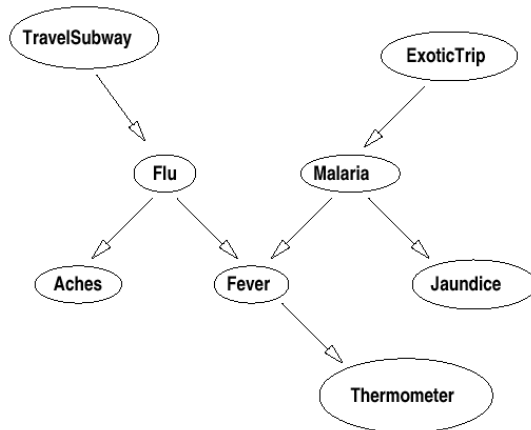 TravelSubway
ExoticTrip
Flu
Malaria
Aches
Fever
Jaundice
Thermometer